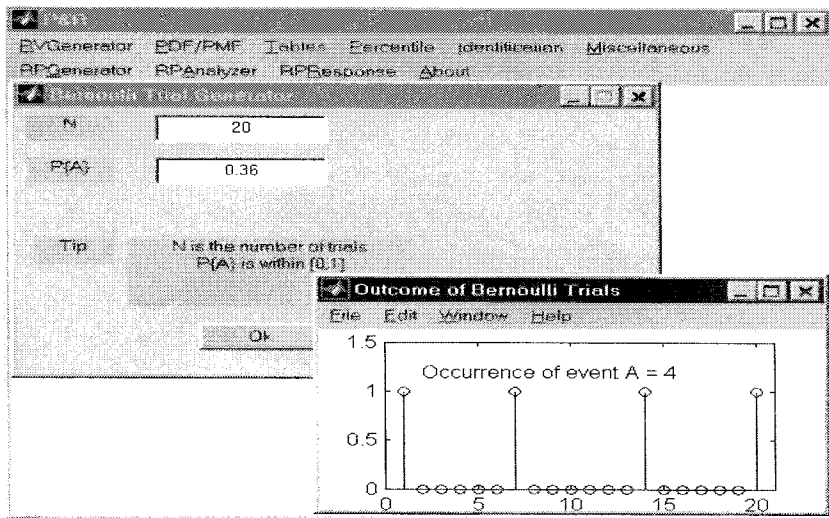 P&R
RVGenerator PDF/PMF Tables Percentile Identification Miscellaneous
RPGenerator RPAnalyzer RPResponse About
Bernoulli Trial Generator
N 20
P{A} 0.36
Tip N is the number of trials
P{A} is within [0,1]
Ok
Outcome of Bernoulli Trials
File Edit Window Help
1.5
Occurrence of event A = 4
1
0.5
0
0 5 10 15 20